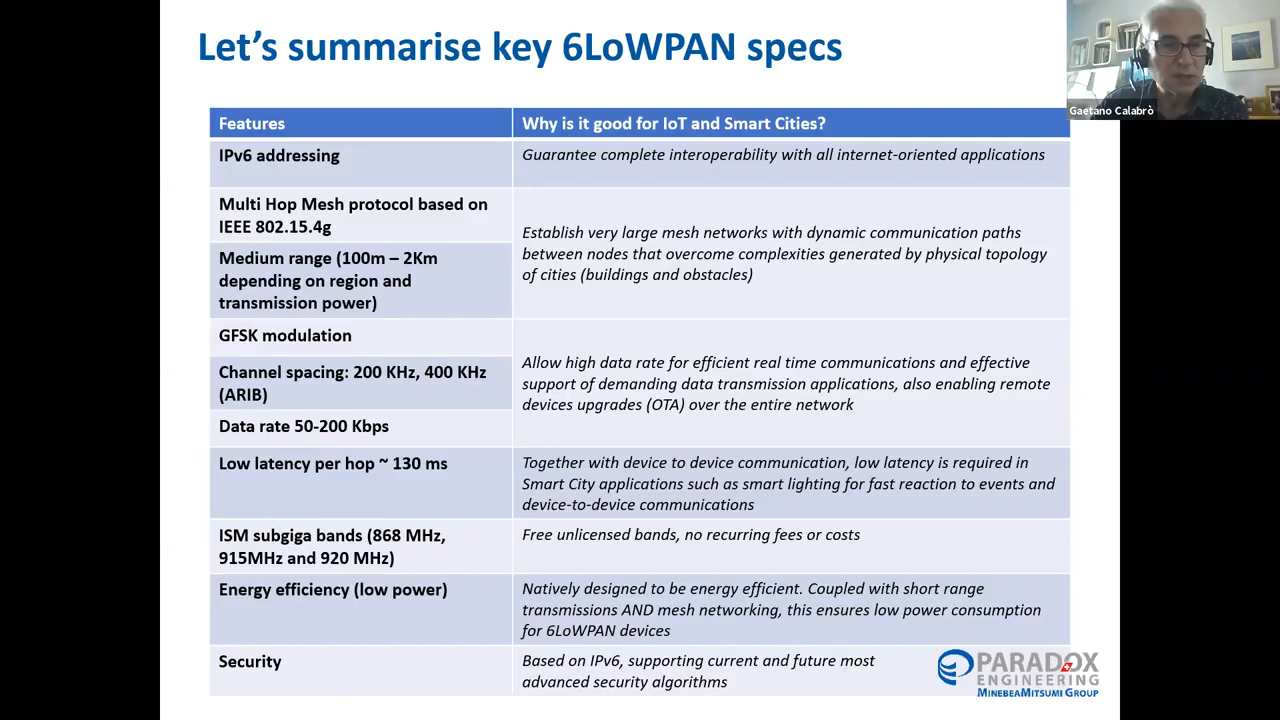 Let's summarise key 6LoWPAN specs
Gaetano Calabrò
Features
Why is it good for IoT and Smart Cities?
IPv6 addressing
Guarantee complete interoperability with all internet-oriented applications
Multi Hop Mesh protocol based on
IEEE 802.15.4g
Medium range (100m – 2Km
depending on region and
transmission power)
Establish very large mesh networks with dynamic communication paths
between nodes that overcome complexities generated by physical topology
of cities (buildings and obstacles)
GFSK modulation
Channel spacing: 200 KHz, 400 KHz
(ARIB)
Data rate 50-200 Kbps
Allow high data rate for efficient real time communications and effective
support of demanding data transmission applications, also enabling remote
devices upgrades (OTA) over the entire network
Low latency per hop ~ 130 ms
Together with device to device communication, low latency is required in
Smart City applications such as smart lighting for fast reaction to events and
device-to-device communications
ISM subgiga bands (868 MHz,
915MHz and 920 MHz)
Free unlicensed bands, no recurring fees or costs
Energy efficiency (low power)
Natively designed to be energy efficient. Coupled with short range
transmissions AND mesh networking, this ensures low power consumption
for 6LoWPAN devices
Security
Based on IPv6, supporting current and future most
advanced security algorithms
PARADOX
ENGINEERING
MINEBEAMITSUMI GROUP